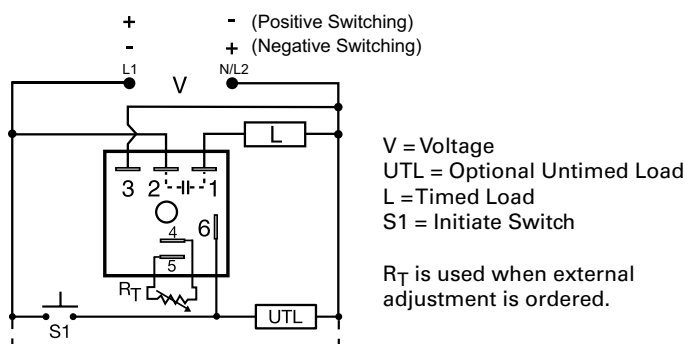 + - (Positive Switching)
- + (Negative Switching)
L1 V N/L2
L
3 2 1
4 6
5
RT
S1 UTL
V = Voltage
UTL = Optional Untimed Load
L = Timed Load
S1 = Initiate Switch
RT is used when external
adjustment is ordered.